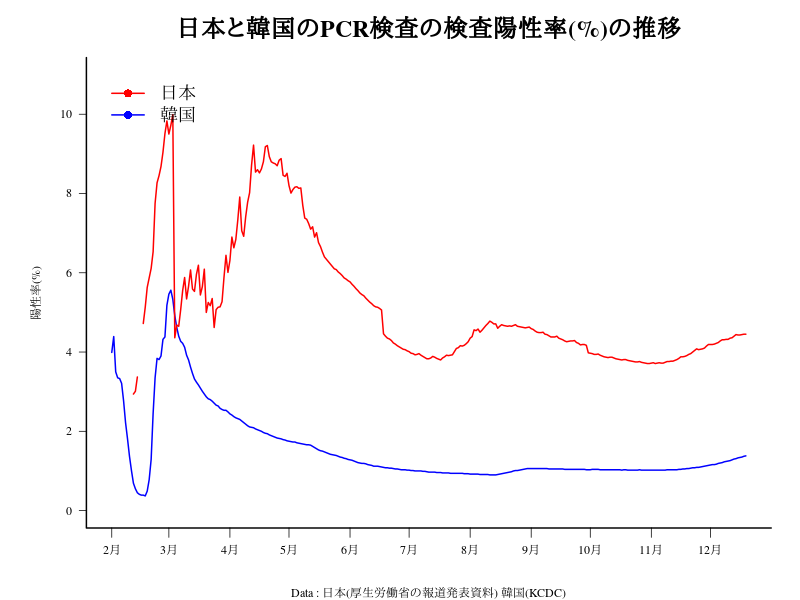 日本と韓国のPCR検査の検査陽性率(%)の推移
日本
韓国
陽性率(%)
10
8
6
4
2
0
2月 3月 4月 5月 6月 7月 8月 9月 10月 11月 12月
Data : 日本(厚生労働省の報道発表資料) 韓国(KCDC)